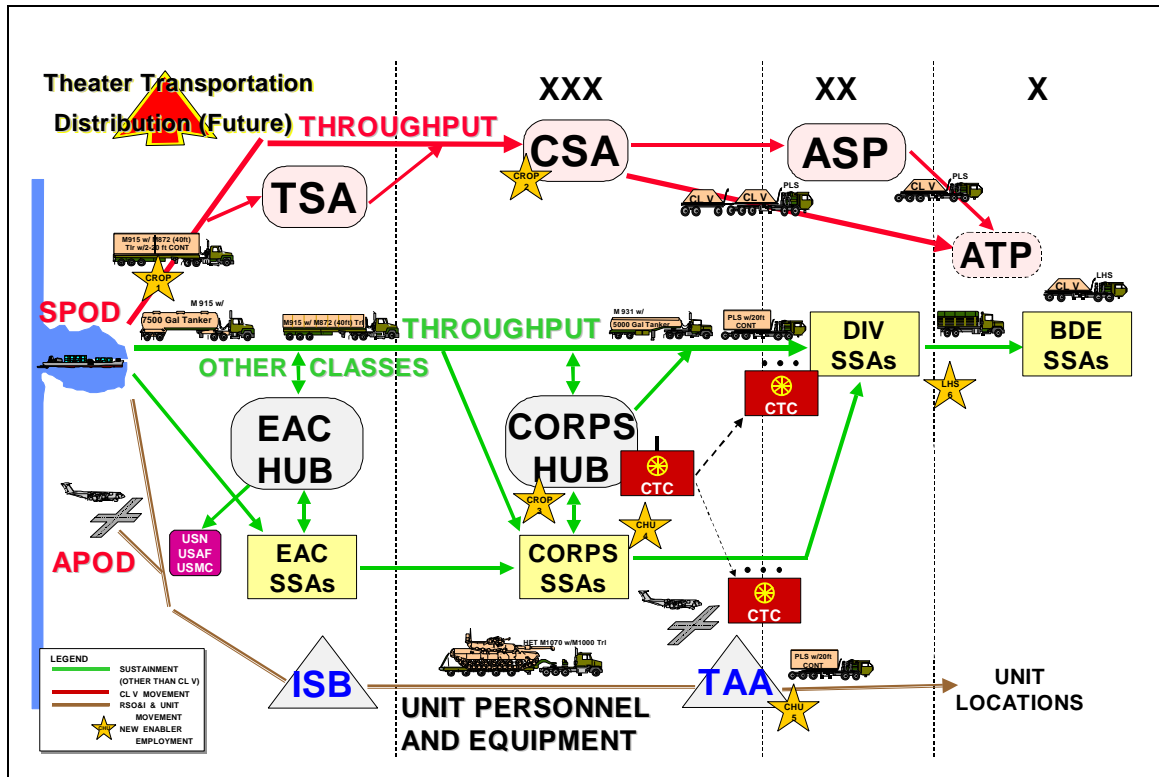 Theater Transportation
Distribution (Future)
XXX
XX
X
THROUGHPUT
CSA
CROP
2
ASP
TSA
CL V
CL V
PLS
CL V
PLS
ATP
M915 w/ M872 (40ft)
Tlr w/2-20 ft CONT
CROP
1
CL V
LHS
SPOD
M 915 w/
7500 Gal Tanker
M915 w/ M872 (40ft) Trl
THROUGHPUT
M 931 w/
5000 Gal Tanker
PLS w/20ft
CONT
DIV
SSAs
BDE
SSAs
OTHER CLASSES
LHS
6
CTC
EAC
HUB
CORPS
HUB
CTC
CROP
3
CHU
4
USN
USAF
USMC
APOD
EAC
SSAs
CORPS
SSAs
CTC
HET M1070 w/M1000 Trl
PLS w/20ft
CONT
ISB
TAA
CHU
5
UNIT
LOCATIONS
UNIT PERSONNEL
AND EQUIPMENT
LEGEND
SUSTAINMENT
(OTHER THAN CL V)
CL V MOVEMENT
RSO&I & UNIT
MOVEMENT
CHU
NEW ENABLER
EMPLOYMENT